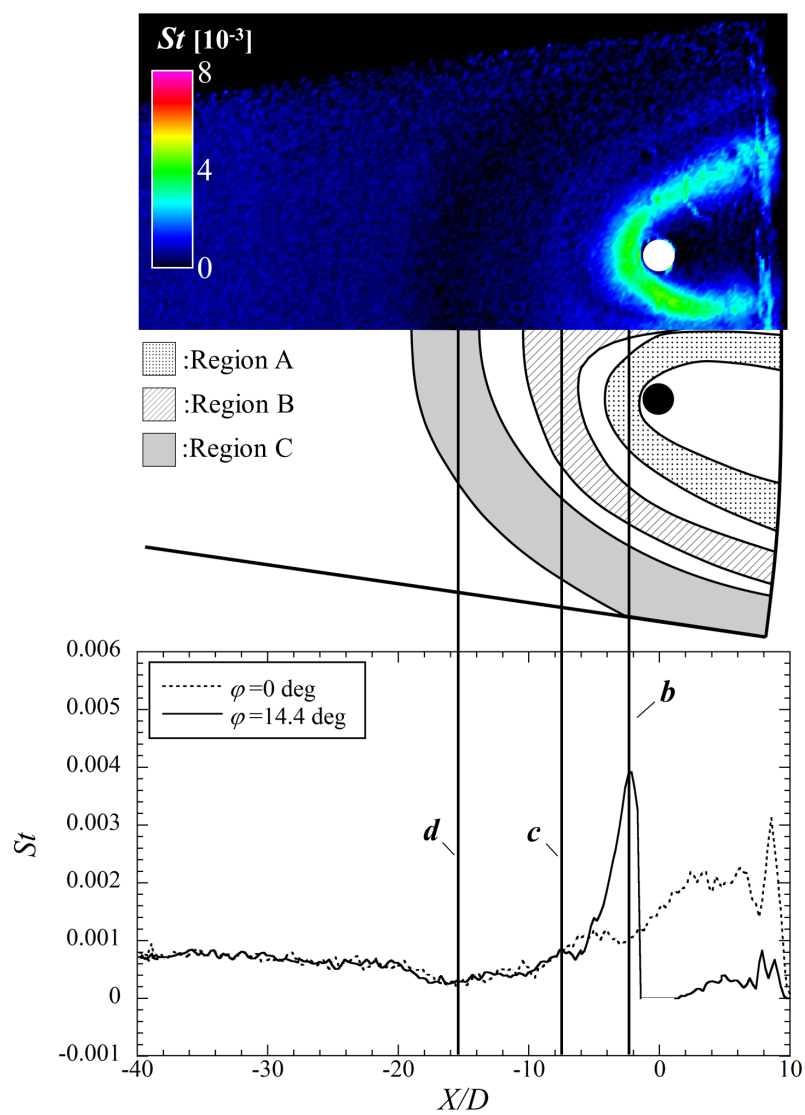 St [10-3]
8
4
0
:Region A
:Region B
:Region C
0.006
0.005
0.004
0.003
0.002
0.001
0
-0.001
St
φ=0 deg
φ=14.4 deg
b
c
d
-40 -30 -20 -10 0 10
X/D